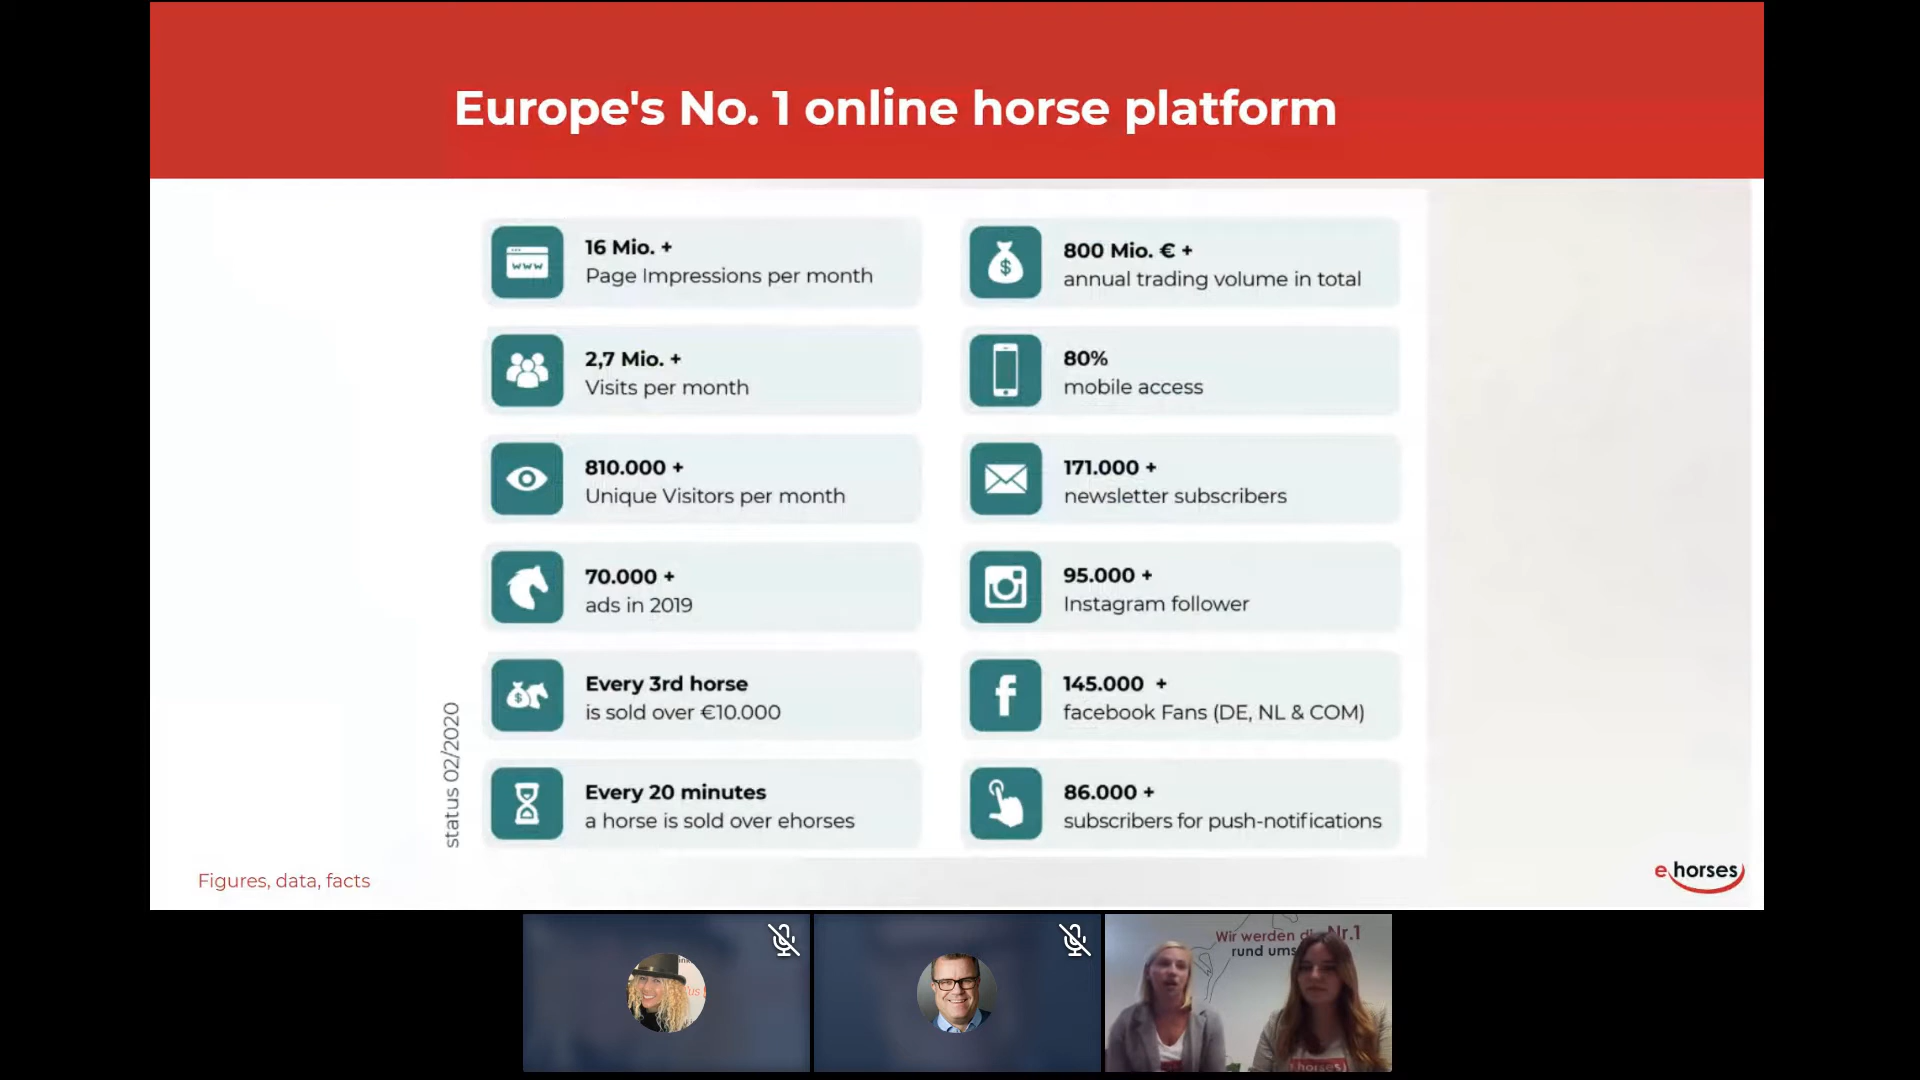 Europe's No. 1 online horse platform
16 Mio. +
Page Impressions per month
2,7 Mio. +
Visits per month
810.000 +
Unique Visitors per month
70.000 +
ads in 2019
Every 3rd horse
is sold over €10.000
Every 20 minutes
a horse is sold over ehorses
800 Mio. € +
annual trading volume in total
80%
mobile access
171.000 +
newsletter subscribers
95.000 +
Instagram follower
145.000 +
facebook Fans (DE, NL & COM)
86.000 +
subscribers for push-notifications
status 02/2020
Figures, data, facts
ehorses
Wir werden Nr.1
rund ums